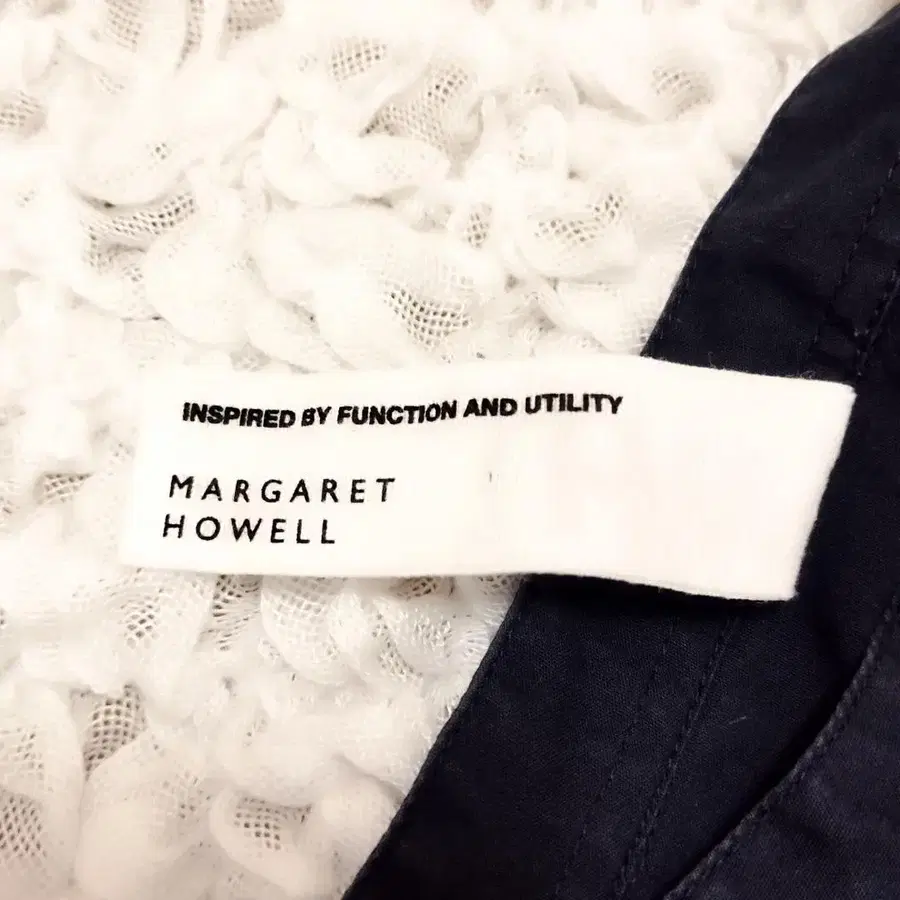 INSPIRED BY FUNCTION AND UTILITY
MARGARET
HOWELL